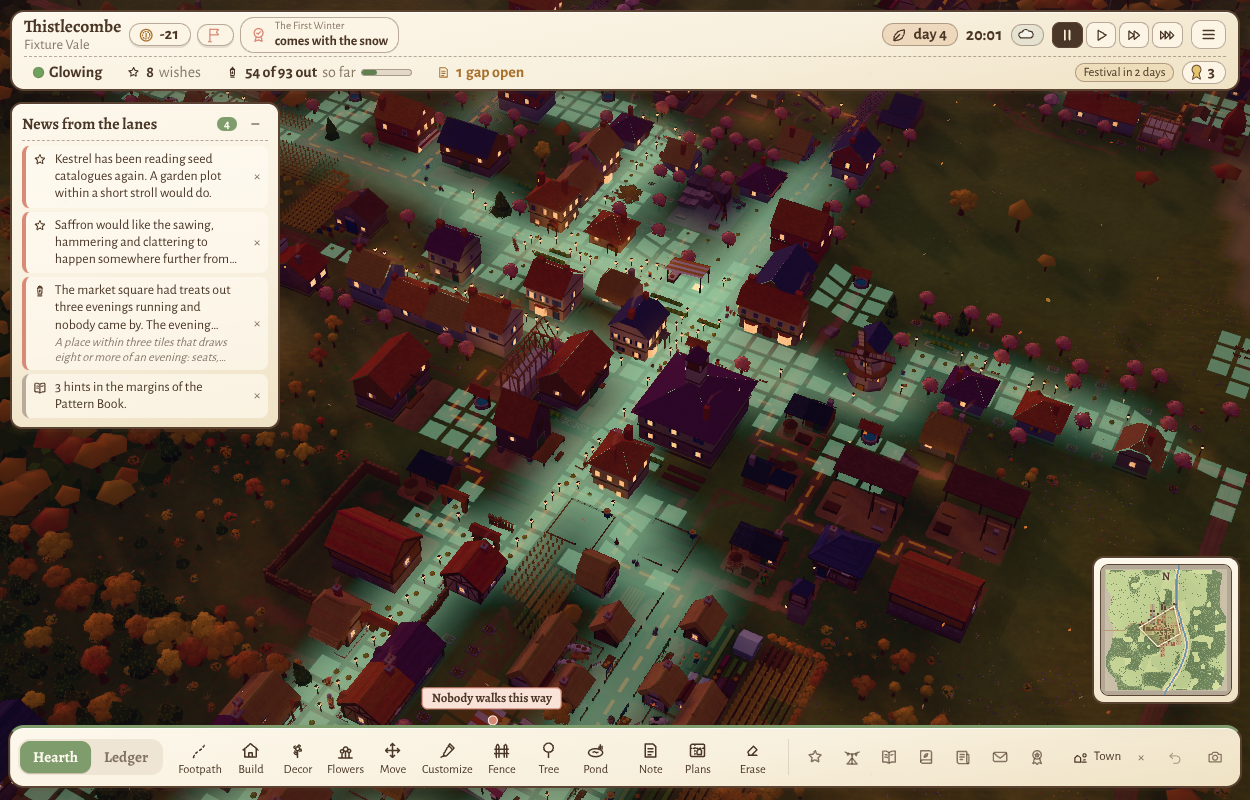 Thistlecombe
Fixture Vale
-21
The First Winter
comes with the snow
day 4
20:01
Glowing
8 wishes
54 of 93 out so far
1 gap open
Festival in 2 days
3
News from the lanes
4
Kestrel has been reading seed
catalogues again. A garden plot
within a short stroll would do.
Saffron would like the sawing,
hammering and clattering to
happen somewhere further from…
The market square had treats out
three evenings running and
nobody came by. The evening…
A place within three tiles that draws
eight or more of an evening: seats,…
3 hints in the margins of the
Pattern Book.
N
Nobody walks this way
Hearth
Ledger
Footpath
Build
Decor
Flowers
Move
Customize
Fence
Tree
Pond
Note
Plans
Erase
Town